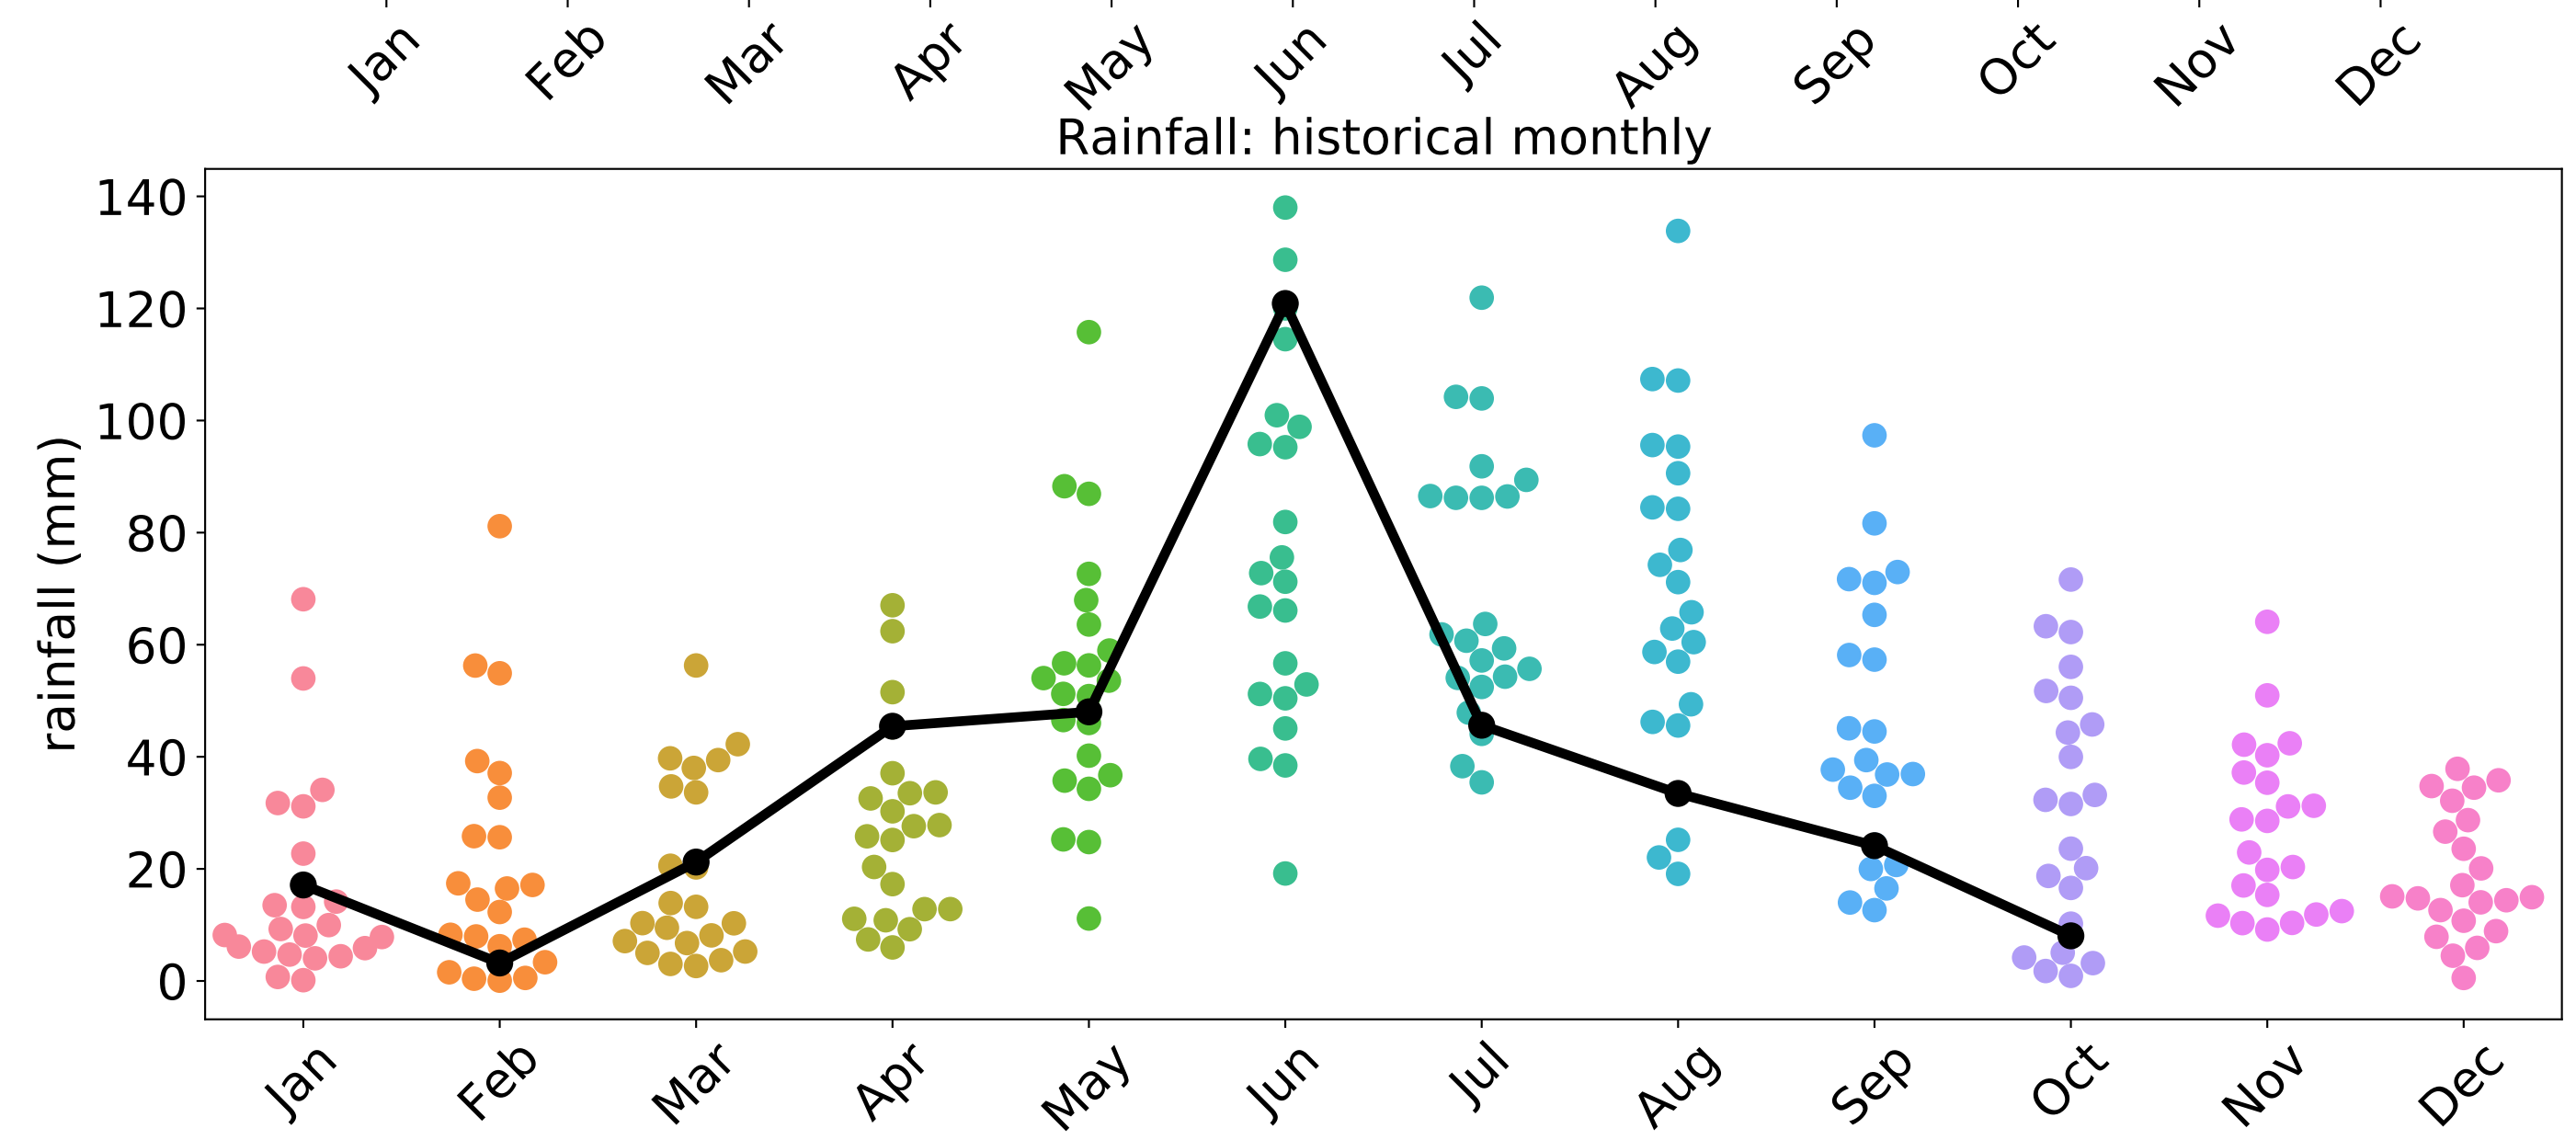 Jan Feb Mar Apr May Jun Jul Aug Sep Oct Nov Dec
Rainfall: historical monthly
rainfall (mm)
140
120
100
80
60
40
20
0
Jan Feb Mar Apr May Jun Jul Aug Sep Oct Nov Dec